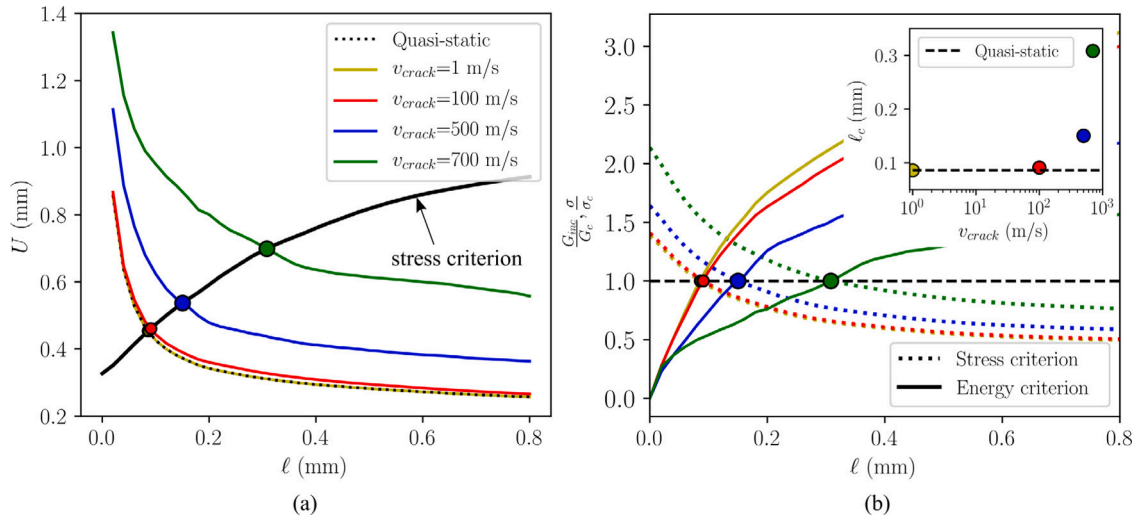 1.4
1.2
1.0
0.8
0.6
0.4
0.2
U (mm)
Quasi-static
v_crack=1 m/s
v_crack=100 m/s
v_crack=500 m/s
v_crack=700 m/s
stress criterion
0.0 0.2 0.4 0.6 0.8
ℓ (mm)
(a)
3.0
2.5
2.0
1.5
1.0
0.5
0.0
G_inc/G_c, σ/σ_c
Quasi-static
0.3
0.2
0.1
ℓ_c (mm)
10^0 10^1 10^2 10^3
v_crack (m/s)
Stress criterion
Energy criterion
0.0 0.2 0.4 0.6 0.8
ℓ (mm)
(b)